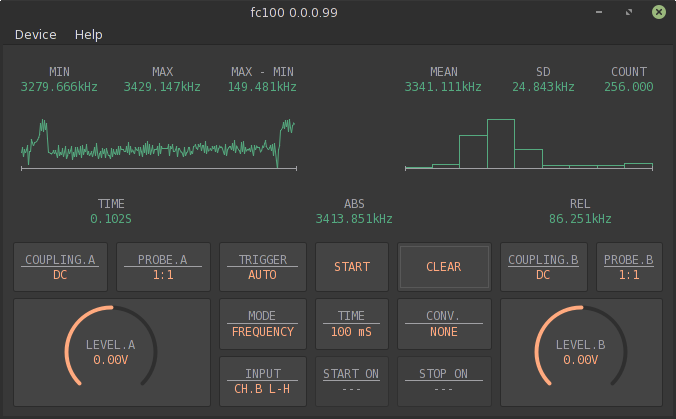 fc100 0.0.0.99
Device Help
MIN MAX MAX - MIN MEAN SD COUNT
3279.666kHz 3429.147kHz 149.481kHz 3341.111kHz 24.843kHz 256.000
TIME ABS REL
0.102S 3413.851kHz 86.251kHz
COUPLING.A PROBE.A TRIGGER START CLEAR COUPLING.B PROBE.B
DC 1:1 AUTO DC 1:1
MODE TIME CONV.
FREQUENCY 100 mS NONE
LEVEL.A LEVEL.B
0.00V 0.00V
INPUT START ON STOP ON
CH.B L-H --- ---